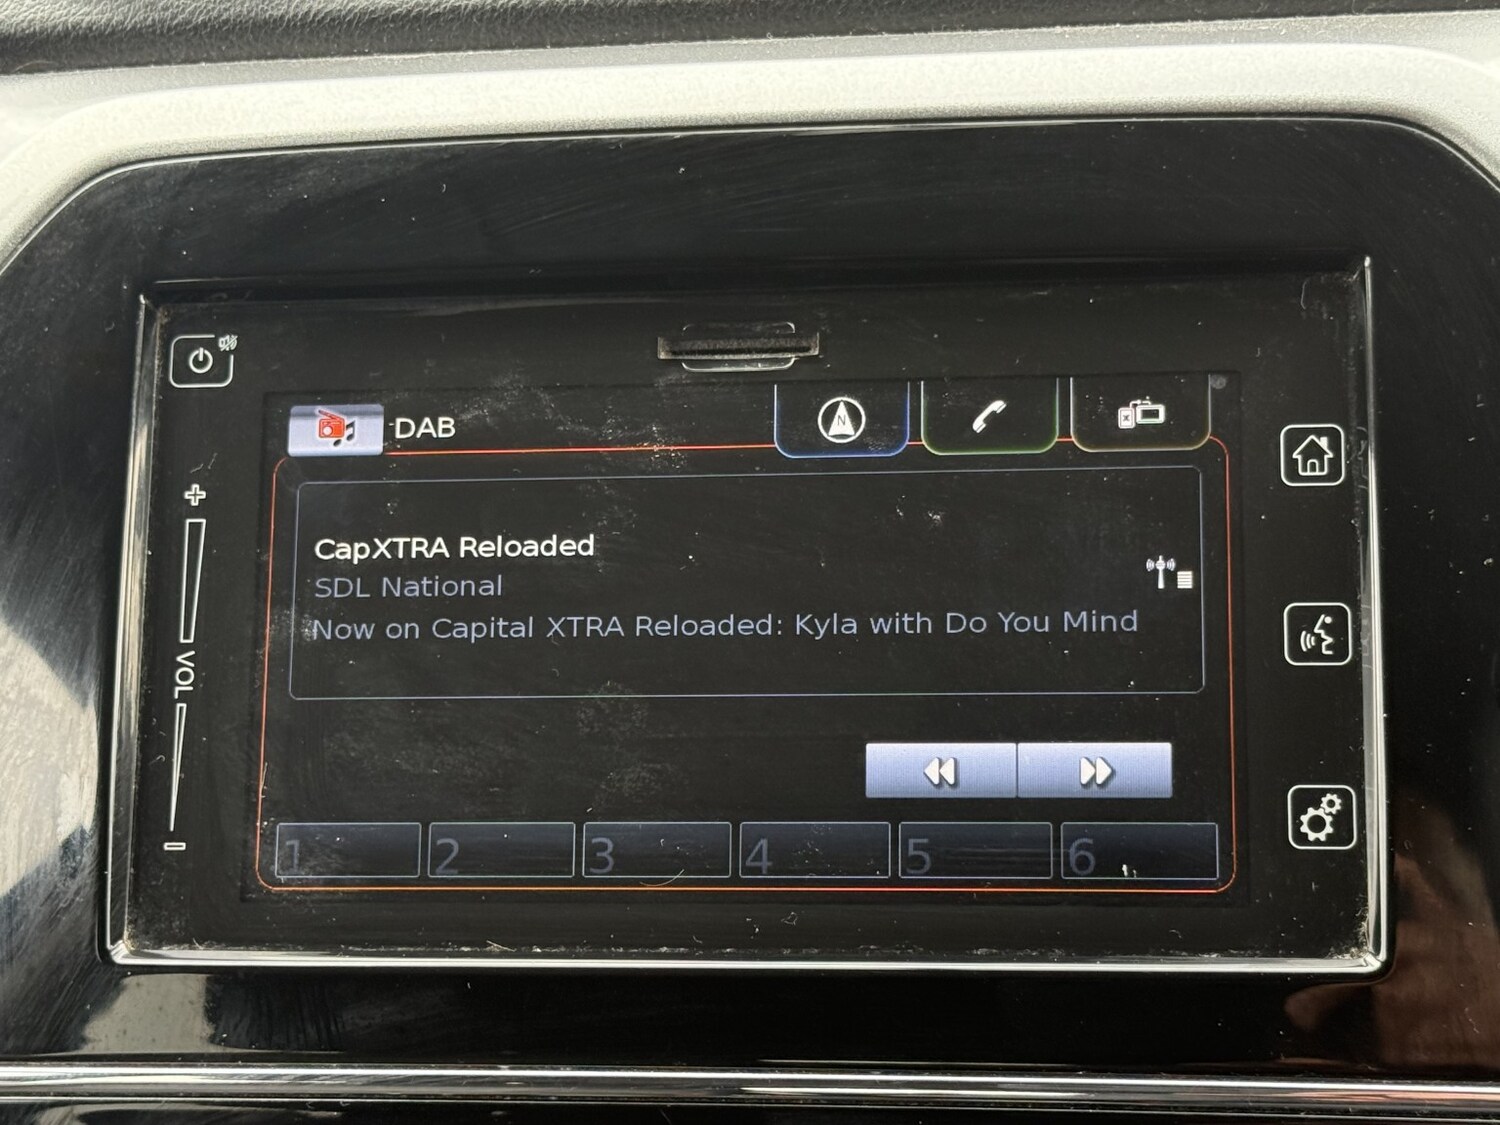 DAB
N
CapXTRA Reloaded
SDL National
Now on Capital XTRA Reloaded: Kyla with Do You Mind
+
VOL
-
1 2 3 4 5 6